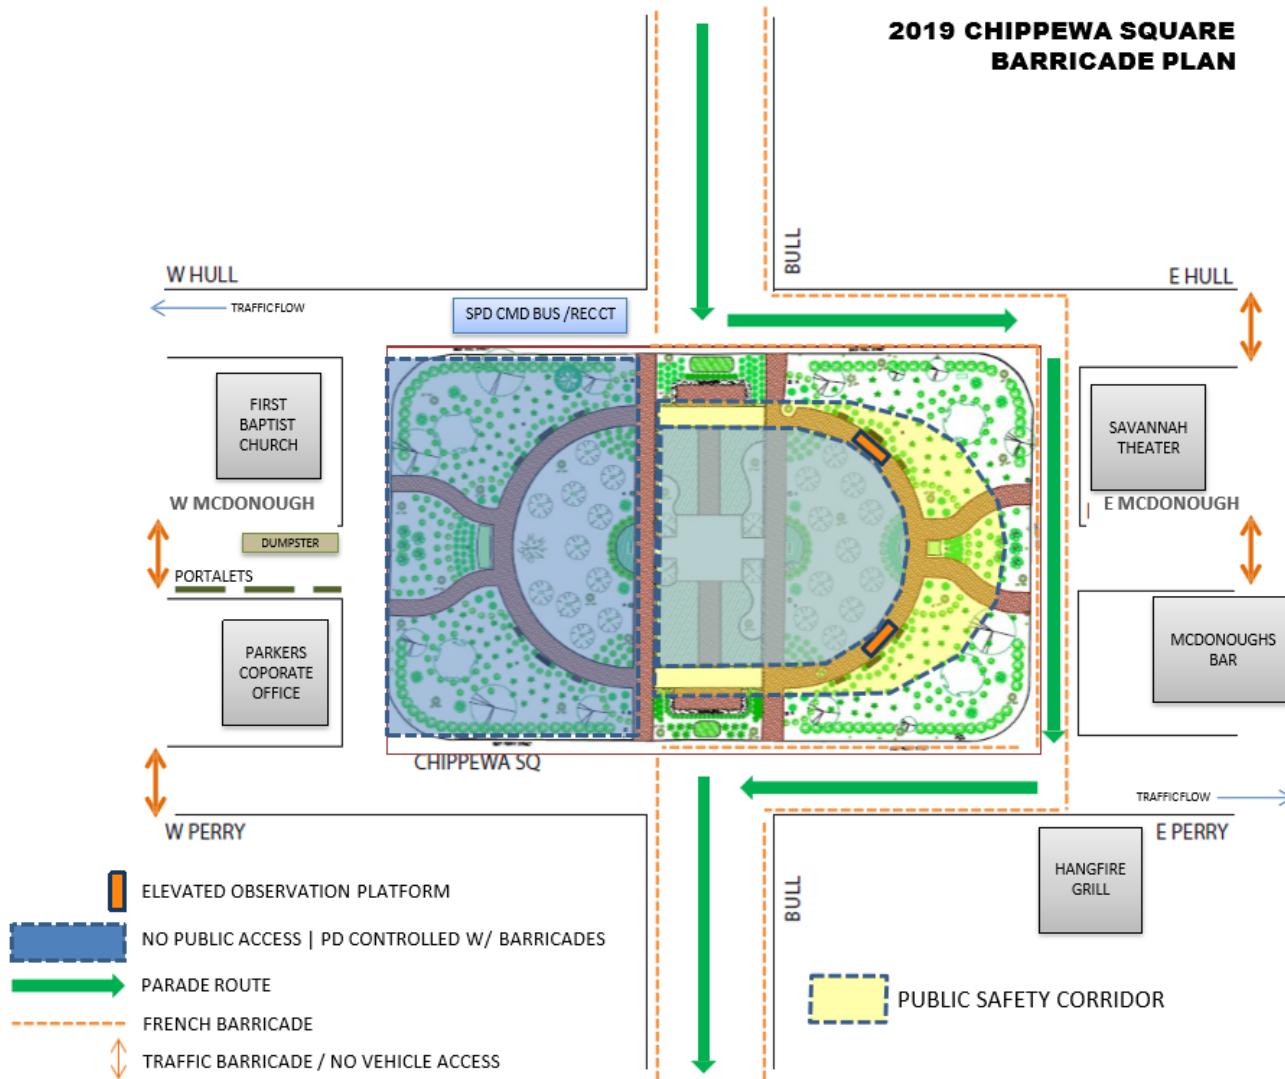 2019 CHIPPEWA SQUARE
BARRICADE PLAN
BULL
W HULL
E HULL
TRAFFIC FLOW
SPD CMD BUS /REC CT
FIRST
BAPTIST
CHURCH
SAVANNAH
THEATER
W MCDONOUGH
E MCDONOUGH
DUMPSTER
PORTALETS
PARKERS
COPORATE
OFFICE
MCDONOUGHS
BAR
CHIPPEWA SQ
TRAFFIC FLOW
W PERRY
E PERRY
HANGFIRE
GRILL
BULL
ELEVATED OBSERVATION PLATFORM
NO PUBLIC ACCESS | PD CONTROLLED W/ BARRICADES
PARADE ROUTE
FRENCH BARRICADE
TRAFFIC BARRICADE / NO VEHICLE ACCESS
PUBLIC SAFETY CORRIDOR